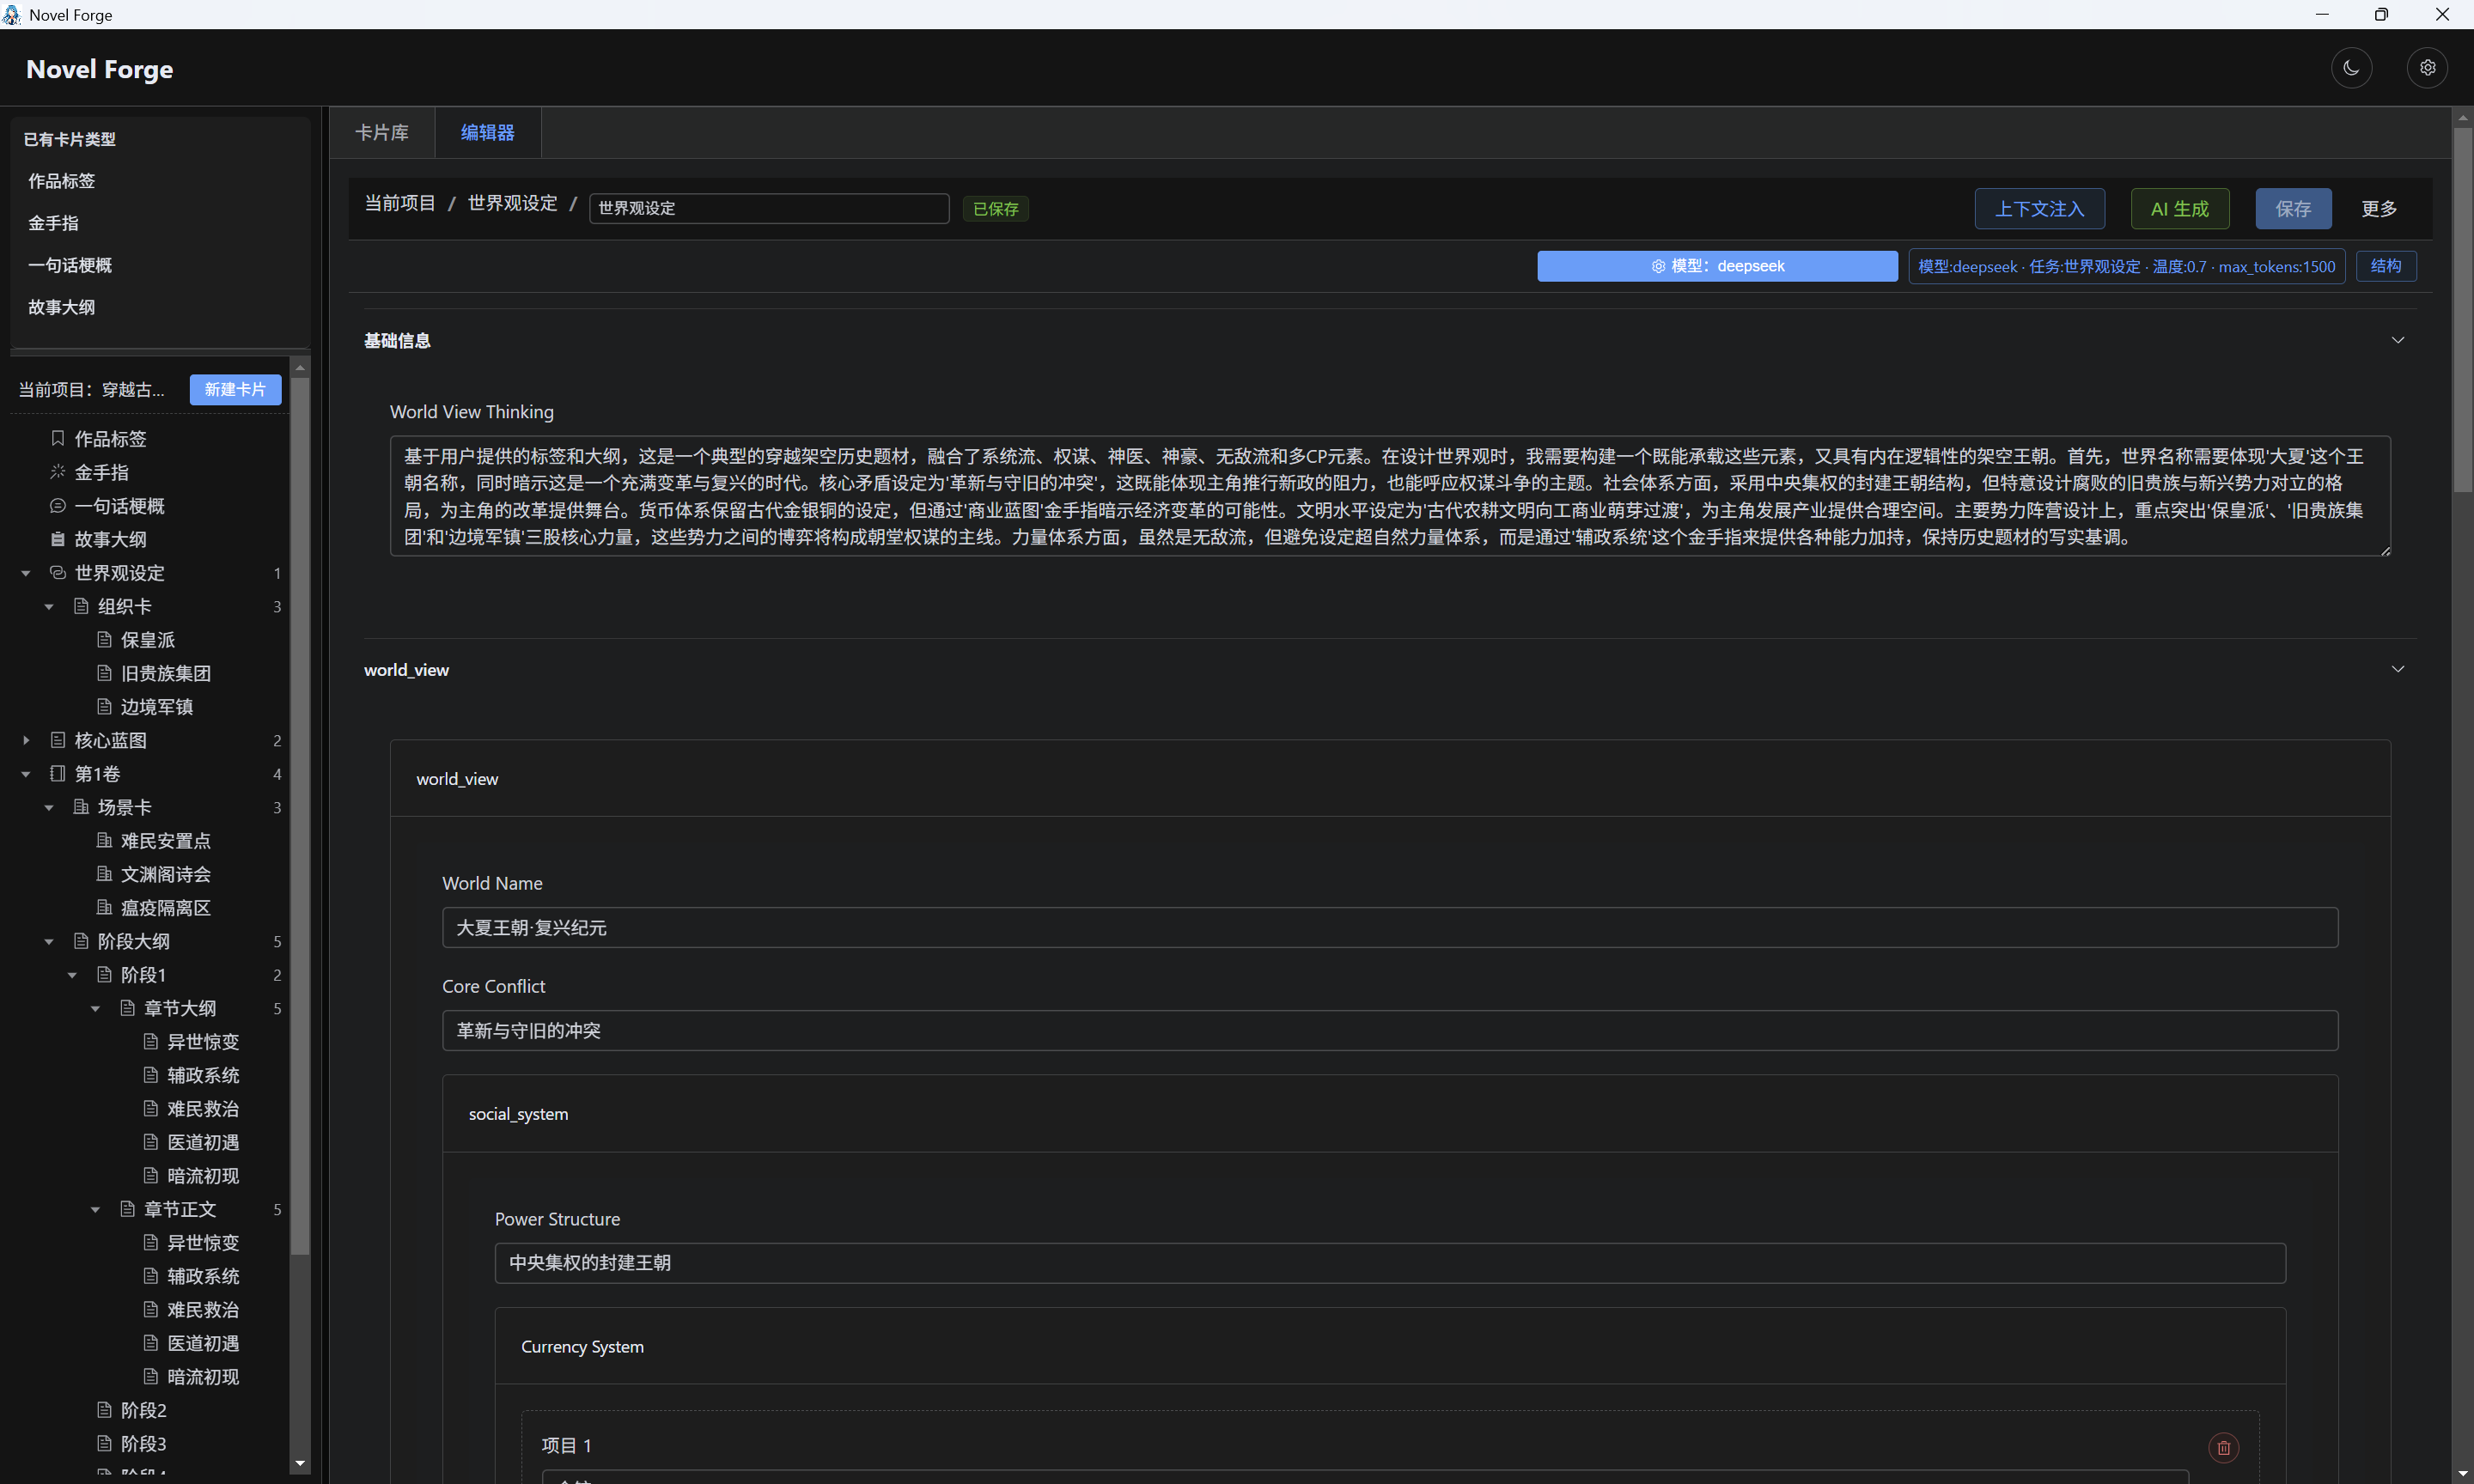 Novel Forge
Novel Forge
已有卡片类型
作品标签
金手指
一句话梗概
故事大纲
当前项目：穿越古...
新建卡片
作品标签
金手指
一句话梗概
故事大纲
世界观设定 1
组织卡 3
保皇派
旧贵族集团
边境军镇
核心蓝图 2
第1卷 4
场景卡 3
难民安置点
文渊阁诗会
瘟疫隔离区
阶段大纲 5
阶段1 2
章节大纲 5
异世惊变
辅政系统
难民救治
医道初遇
暗流初现
章节正文 5
异世惊变
辅政系统
难民救治
医道初遇
暗流初现
阶段2
阶段3
卡片库
编辑器
当前项目 / 世界观设定 / 世界观设定 已保存
上下文注入
AI 生成
保存
更多
模型：deepseek
模型:deepseek · 任务:世界观设定 · 温度:0.7 · max_tokens:1500
结构
基础信息
World View Thinking
基于用户提供的标签和大纲，这是一个典型的穿越架空历史题材，融合了系统流、权谋、神医、神豪、无敌流和多CP元素。在设计世界观时，我需要构建一个既能承载这些元素，又具有内在逻辑性的架空王朝。首先，世界名称需要体现'大夏'这个王
朝名称，同时暗示这是一个充满变革与复兴的时代。核心矛盾设定为'革新与守旧的冲突'，这既能体现主角推行新政的阻力，也能呼应权谋斗争的主题。社会体系方面，采用中央集权的封建王朝结构，但特意设计腐败的旧贵族与新兴势力对立的格
局，为主角的改革提供舞台。货币体系保留古代金银铜的设定，但通过'商业蓝图'金手指暗示经济变革的可能性。文明水平设定为'古代农耕文明向工商业萌芽过渡'，为主角发展产业提供合理空间。主要势力阵营设计上，重点突出'保皇派'、'旧贵族集
团'和'边境军镇'三股核心力量，这些势力之间的博弈将构成朝堂权谋的主线。力量体系方面，虽然是无敌流，但避免设定超自然力量体系，而是通过'辅政系统'这个金手指来提供各种能力加持，保持历史题材的写实基调。
world_view
world_view
World Name
大夏王朝·复兴纪元
Core Conflict
革新与守旧的冲突
social_system
Power Structure
中央集权的封建王朝
Currency System
项目 1